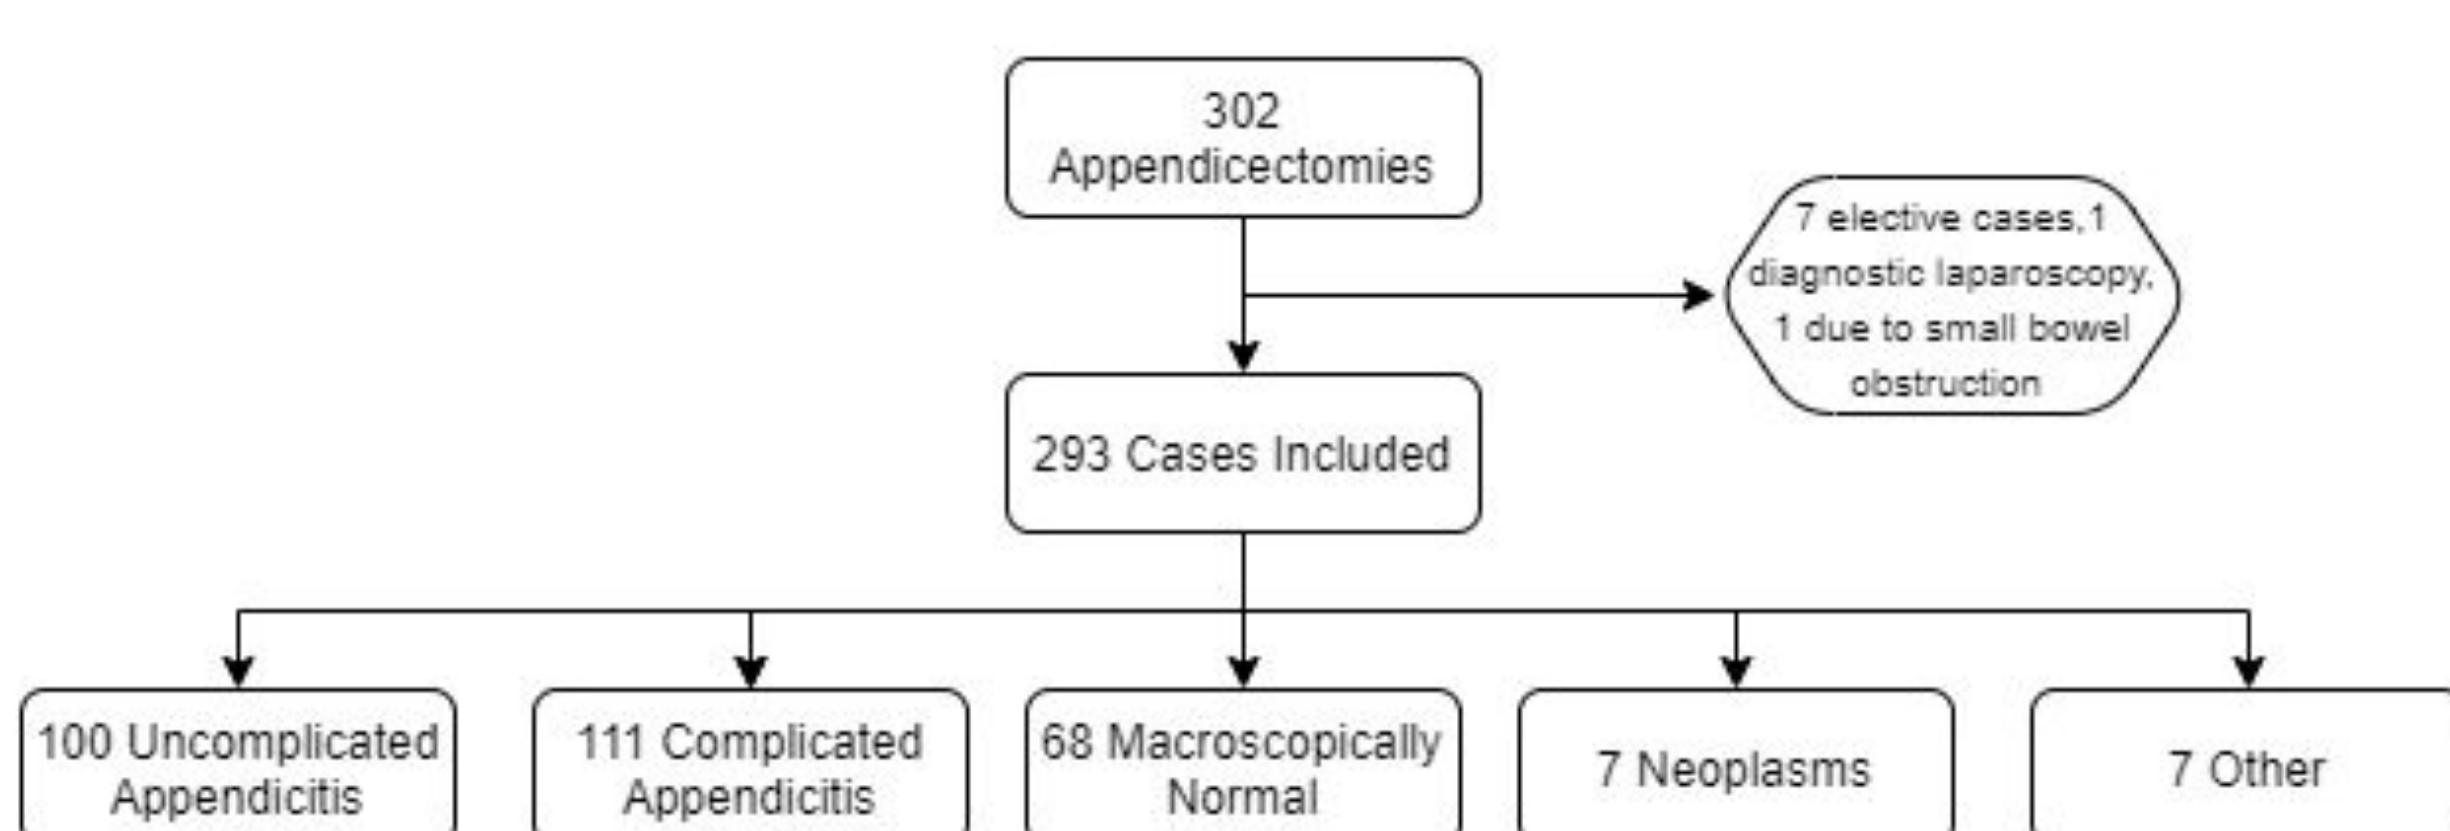 302
Appendicectomies
7 elective cases,1
diagnostic laparoscopy,
1 due to small bowel
obstruction
293 Cases Included
100 Uncomplicated
Appendicitis
111 Complicated
Appendicitis
68 Macroscopically
Normal
7 Neoplasms
7 Other